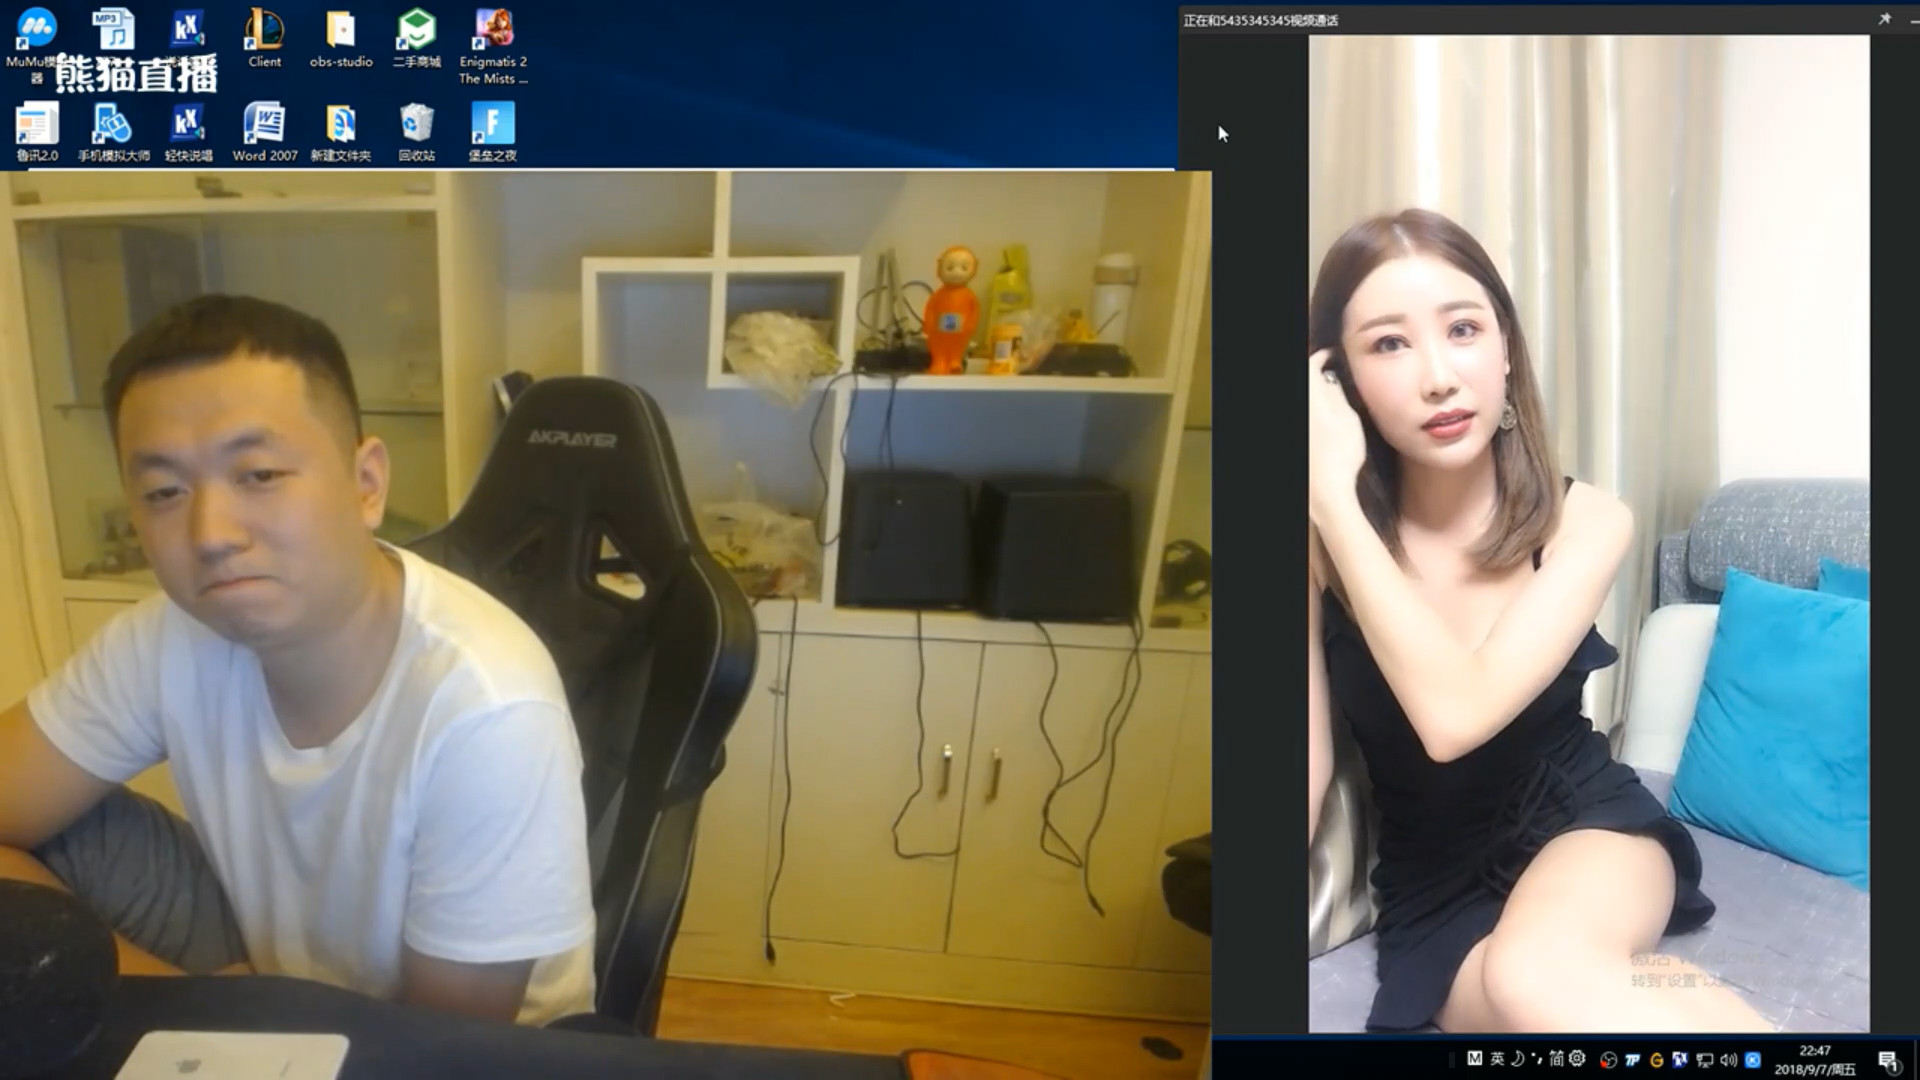 正在和5435345345视频通话
MP3
MuMu模
器
Client
obs-studio
二手商城
Enigmatis 2
The Mists ...
熊猫直播
鲁讯2.0
手机模拟大师
轻快说唱
Word 2007
新建文件夹
回收站
堡垒之夜
AKPLAYER
激活 Windows
转到"设置"以
英
简
22:47
2018/9/7/周五